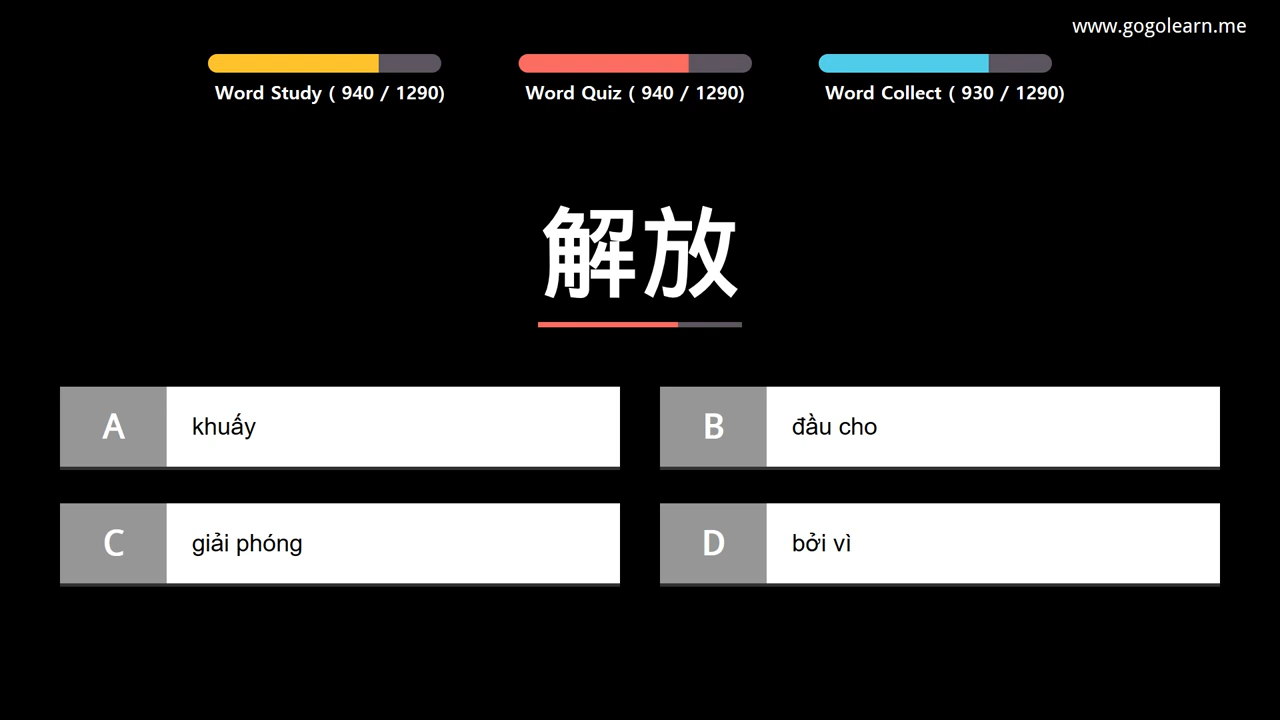 www.gogolearn.me
Word Study ( 940 / 1290)
Word Quiz ( 940 / 1290)
Word Collect ( 930 / 1290)
解放
A khuấy
B đầu cho
C giải phóng
D bởi vì